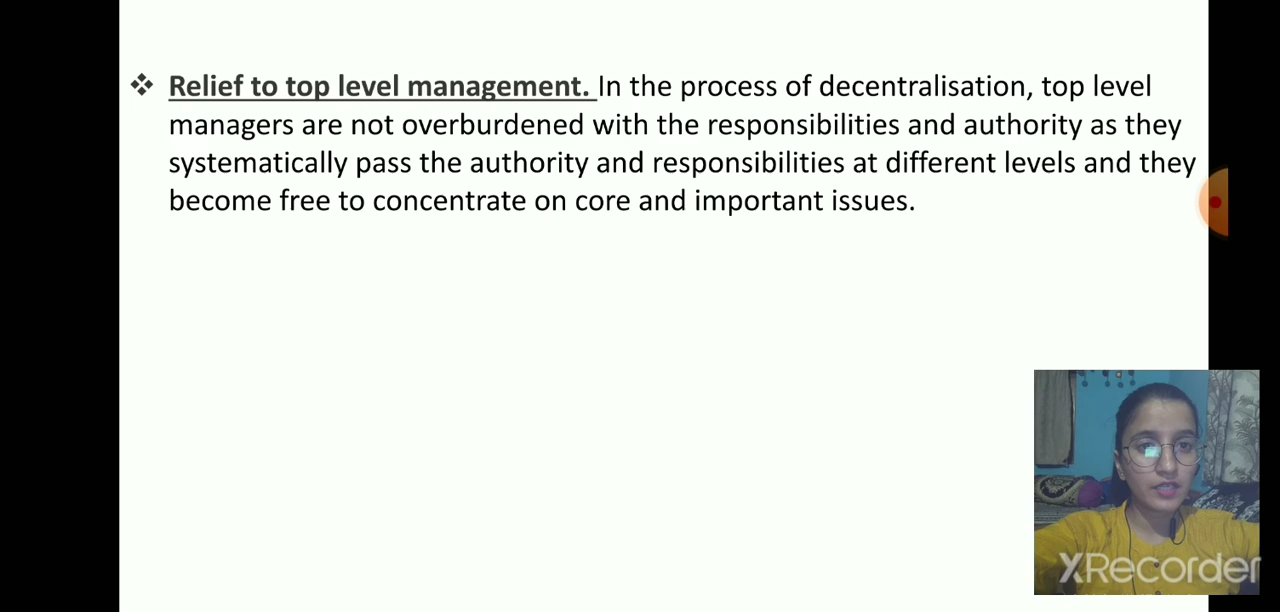 ❖ Relief to top level management. In the process of decentralisation, top level
managers are not overburdened with the responsibilities and authority as they
systematically pass the authority and responsibilities at different levels and they
become free to concentrate on core and important issues.
XRecorder